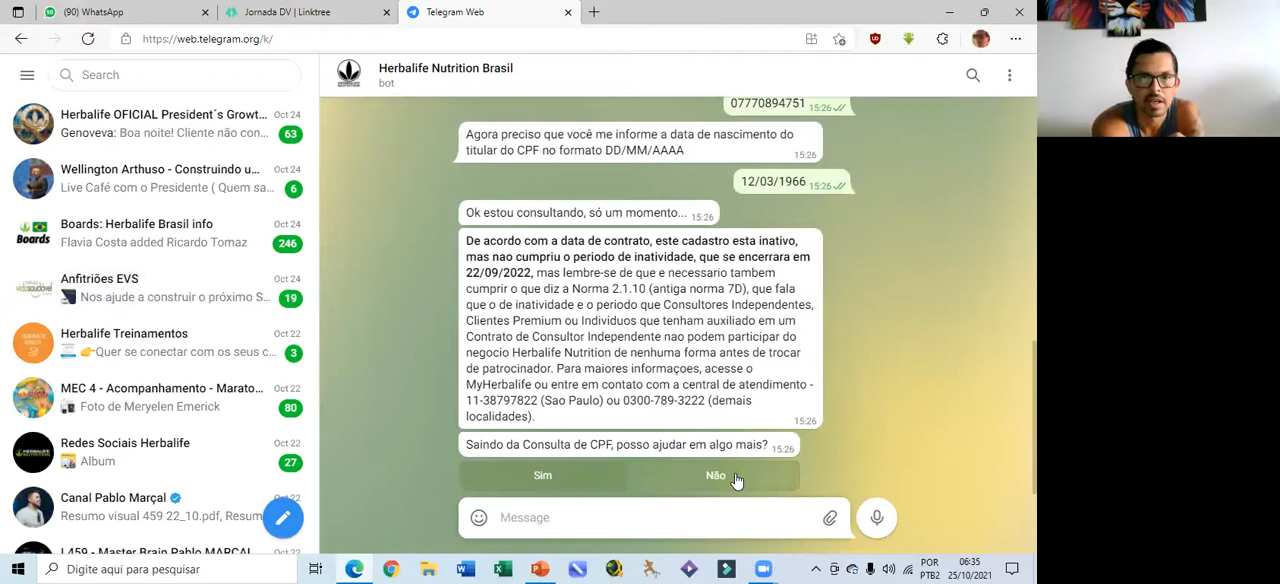 (90) WhatsApp
Jornada DV | Linktree
Telegram Web
https://web.telegram.org/k/
Search
Herbalife OFICIAL President´s Growt...
Oct 24
Genoveva: Boa noite! Cliente não con...
63
Wellington Arthuso - Construindo u...
Oct 24
Live Café com o Presidente ( Quem sa...
6
Boards: Herbalife Brasil info
Oct 24
Flavia Costa added Ricardo Tomaz
246
Boards
Anfitriões EVS
Oct 24
Nos ajude a construir o próximo S...
19
Herbalife Treinamentos
Oct 22
👉Quer se conectar com os seus c...
3
MEC 4 - Acompanhamento - Marato...
Oct 22
Foto de Meryelen Emerick
80
Redes Sociais Herbalife
Oct 22
Album
27
Canal Pablo Marçal
Oct 22
Resumo visual 459 22_10.pdf, Resum
L459 - Master Brain Pablo MARÇAL
Oct 22
Herbalife Nutrition Brasil
bot
07770894751 15:26
Agora preciso que você me informe a data de nascimento do
titular do CPF no formato DD/MM/AAAA
15:26
12/03/1966 15:26
Ok estou consultando, só um momento... 15:26
De acordo com a data de contrato, este cadastro esta inativo,
mas nao cumpriu o periodo de inatividade, que se encerrara em
22/09/2022, mas lembre-se de que e necessario tambem
cumprir o que diz a Norma 2.1.10 (antiga norma 7D), que fala
que o de inatividade e o periodo que Consultores Independentes,
Clientes Premium ou Individuos que tenham auxiliado em um
Contrato de Consultor Independente nao podem participar do
negocio Herbalife Nutrition de nenhuma forma antes de trocar
de patrocinador. Para maiores informaçoes, acesse o
MyHerbalife ou entre em contato com a central de atendimento -
11-38797822 (Sao Paulo) ou 0300-789-3222 (demais
localidades).
15:26
Saindo da Consulta de CPF, posso ajudar em algo mais? 15:26
Sim
Não
Message
Digite aqui para pesquisar
POR
PTB2
06:35
25/10/2021